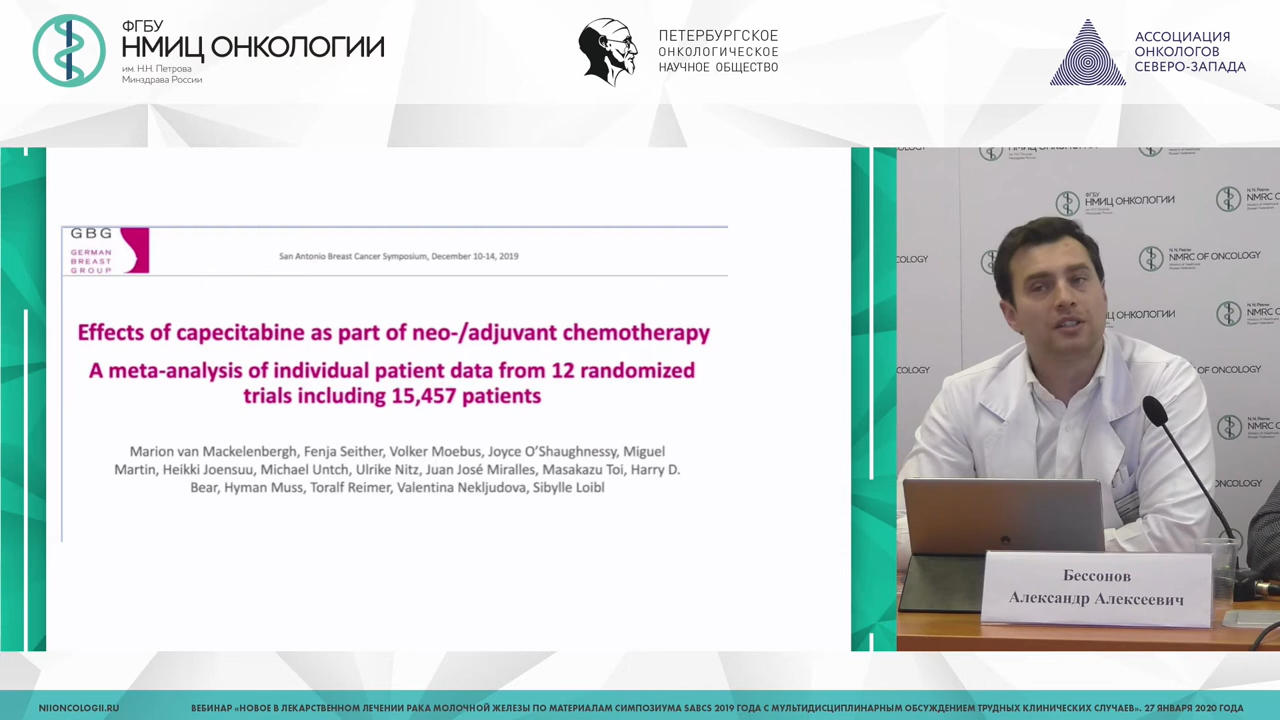 ФГБУ
НМИЦ ОНКОЛОГИИ
им. Н.Н. Петрова
Минздрава России
ПЕТЕРБУРГСКОЕ
ОНКОЛОГИЧЕСКОЕ
НАУЧНОЕ ОБЩЕСТВО
АССОЦИАЦИЯ
ОНКОЛОГОВ
СЕВЕРО-ЗАПАДА
GBG
GERMAN
BREAST
GROUP
San Antonio Breast Cancer Symposium, December 10-14, 2019
Effects of capecitabine as part of neo-/adjuvant chemotherapy
A meta-analysis of individual patient data from 12 randomized
trials including 15,457 patients
Marion van Mackelenbergh, Fenja Seither, Volker Moebus, Joyce O’Shaughnessy, Miguel
Martin, Heikki Joensuu, Michael Untch, Ulrike Nitz, Juan José Miralles, Masakazu Toi, Harry D.
Bear, Hyman Muss, Toralf Reimer, Valentina Nekljudova, Sibylle Loibl
ФГБУ
НМИЦ ОНКОЛОГИИ
NMRC O
NMRC OF ONCOLOGY
OLOGY
ИЦ ОНКОЛОГИИ
NMRC O
COLOGY
OF ONCOLOGY
NMRC O
ONCOLOGY
Бессонов
Александр Алексеевич
NIIONCOLOGII.RU
ВЕБИНАР «НОВОЕ В ЛЕКАРСТВЕННОМ ЛЕЧЕНИИ РАКА МОЛОЧНОЙ ЖЕЛЕЗЫ ПО МАТЕРИАЛАМ СИМПОЗИУМА SABCS 2019 ГОДА С МУЛЬТИДИСЦИПЛИНАРНЫМ ОБСУЖДЕНИЕМ ТРУДНЫХ КЛИНИЧЕСКИХ СЛУЧАЕВ». 27 ЯНВАРЯ 2020 ГОДА